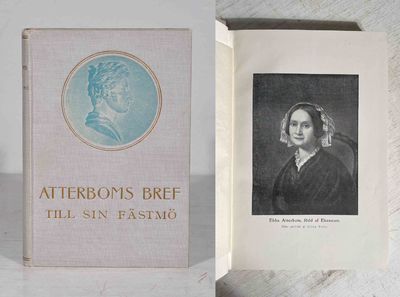 ATTERBOMS BREF
TILL SIN FÄSTMÖ
Ebba Atterbom, född af Ekenstam.